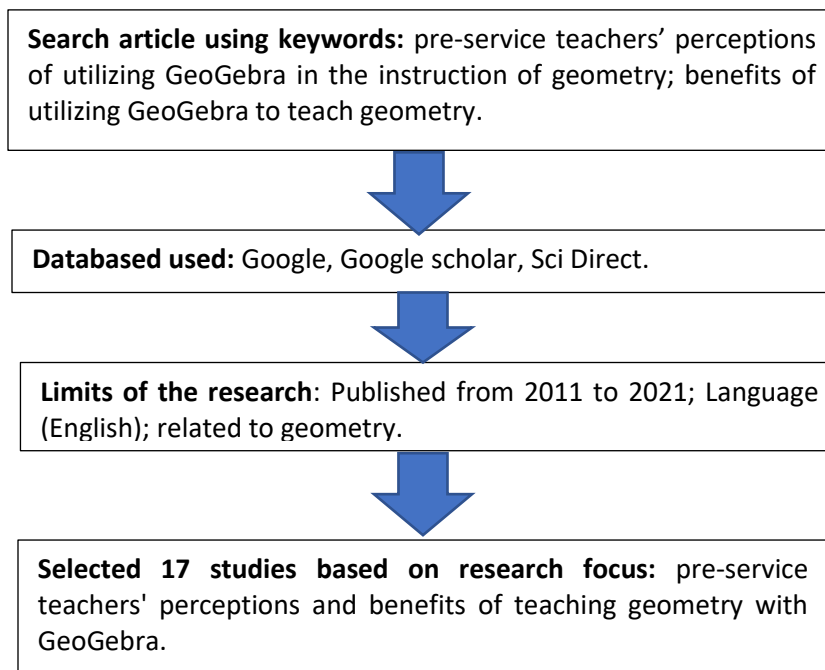 Search article using keywords: pre-service teachers’ perceptions
of utilizing GeoGebra in the instruction of geometry; benefits of
utilizing GeoGebra to teach geometry.
Databased used: Google, Google scholar, Sci Direct.
Limits of the research: Published from 2011 to 2021; Language
(English); related to geometry.
Selected 17 studies based on research focus: pre-service
teachers' perceptions and benefits of teaching geometry with
GeoGebra.